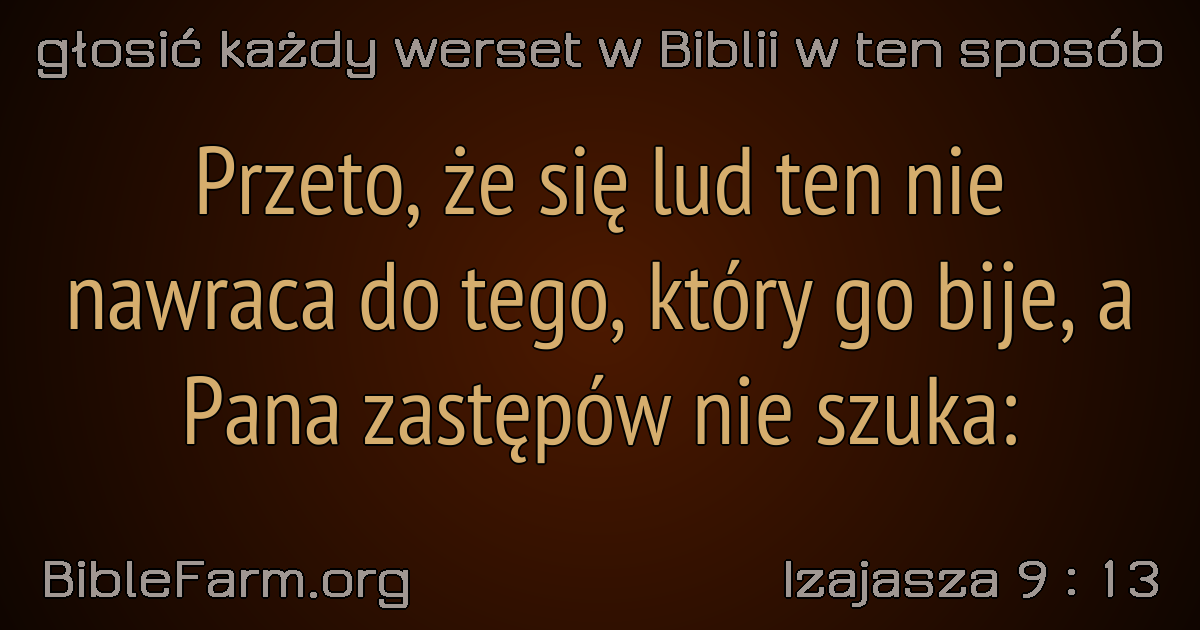 głosić każdy werset w Biblii w ten sposób
Przeto, że się lud ten nie
nawraca do tego, który go bije, a
Pana zastępów nie szuka:
BibleFarm.org
Izajasza 9 : 13